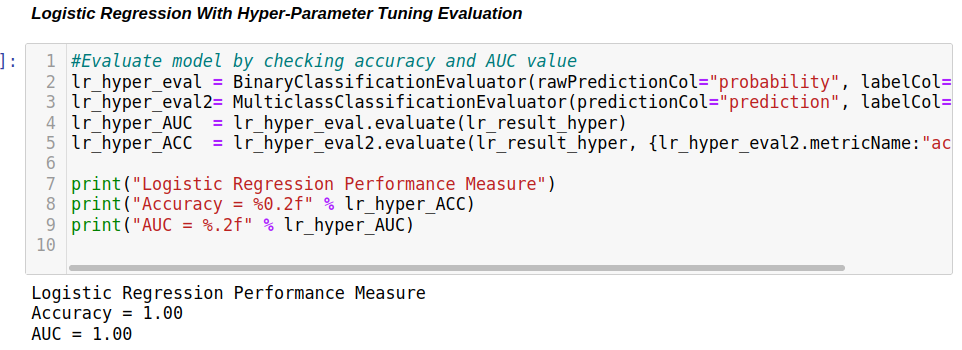 Logistic Regression With Hyper-Parameter Tuning Evaluation
]: 1 #Evaluate model by checking accuracy and AUC value
2 lr_hyper_eval = BinaryClassificationEvaluator(rawPredictionCol="probability", labelCol=
3 lr_hyper_eval2= MulticlassClassificationEvaluator(predictionCol="prediction", labelCol=
4 lr_hyper_AUC  = lr_hyper_eval.evaluate(lr_result_hyper)
5 lr_hyper_ACC  = lr_hyper_eval2.evaluate(lr_result_hyper, {lr_hyper_eval2.metricName:"ac
6
7 print("Logistic Regression Performance Measure")
8 print("Accuracy = %0.2f" % lr_hyper_ACC)
9 print("AUC = %.2f" % lr_hyper_AUC)
10
Logistic Regression Performance Measure
Accuracy = 1.00
AUC = 1.00